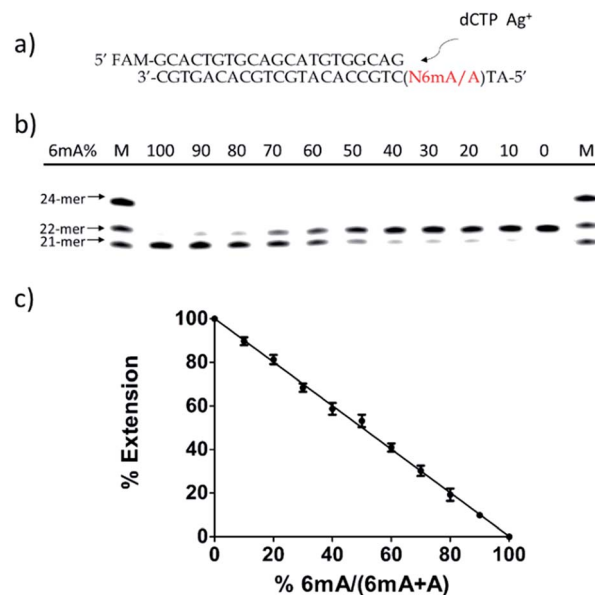 a)
dCTP Ag⁺
5′ FAM-GCACTGTGCAGCATGTGGCAG
3′-CGTGACACGTCGTACACCGTC(N6mA/A)TA-5′
b)
6mA% M 100 90 80 70 60 50 40 30 20 10 0 M
24-mer
22-mer
21-mer
c)
100
80
60
40
20
0
% Extension
0 20 40 60 80 100
% 6mA/(6mA+A)